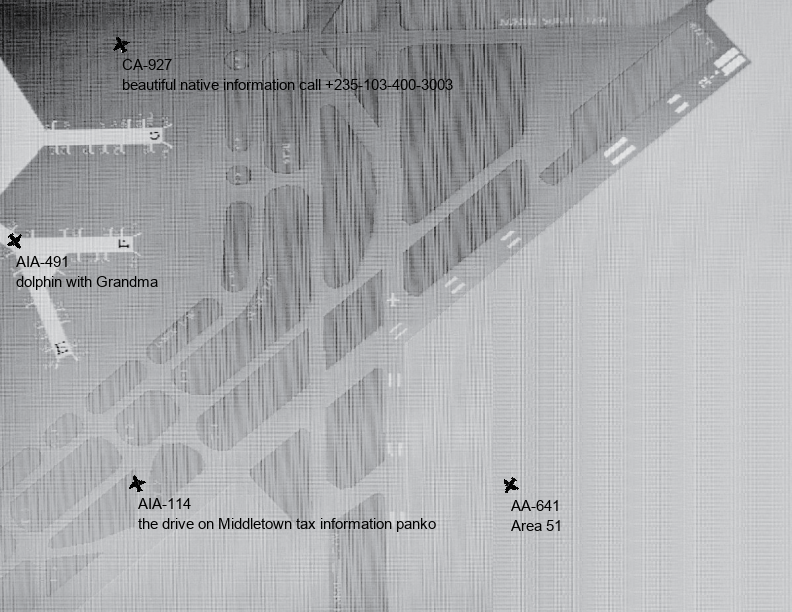 CA-927
beautiful native information call +235-103-400-3003
AIA-491
dolphin with Grandma
AIA-114
the drive on Middletown tax information panko
AA-641
Area 51